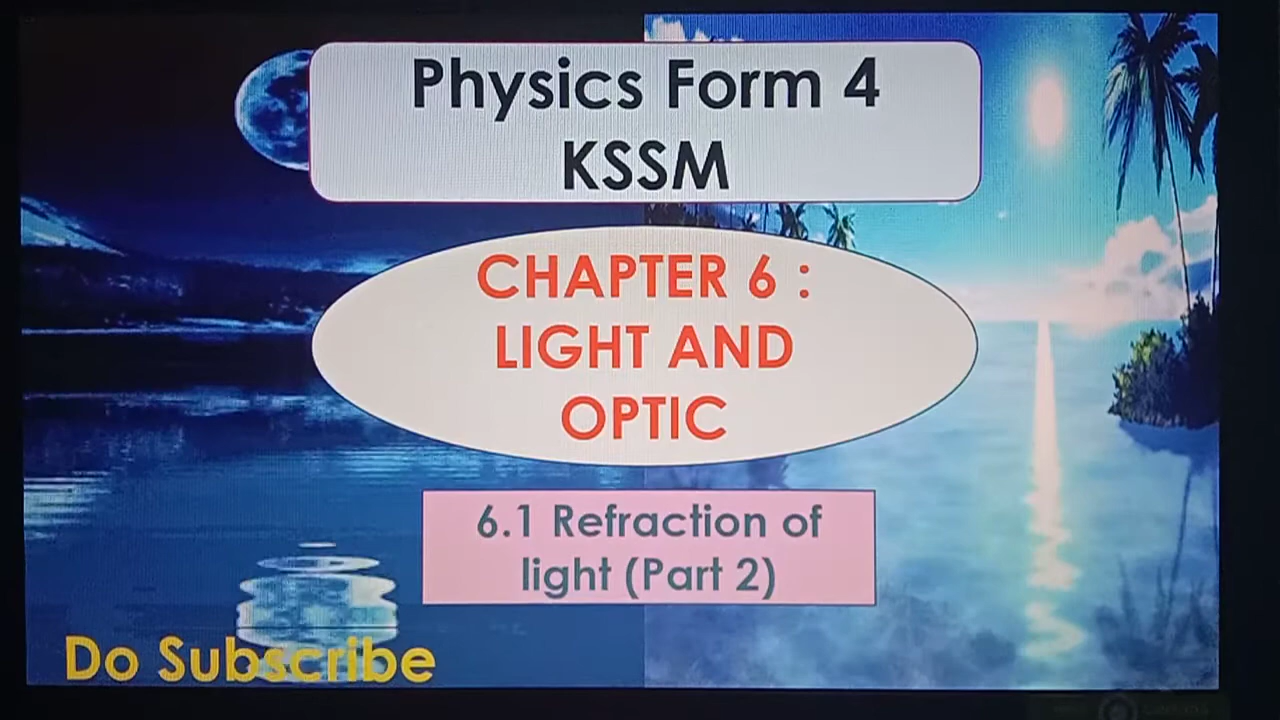 Physics Form 4
KSSM
CHAPTER 6 :
LIGHT AND
OPTIC
6.1 Refraction of
light (Part 2)
Do Subscribe